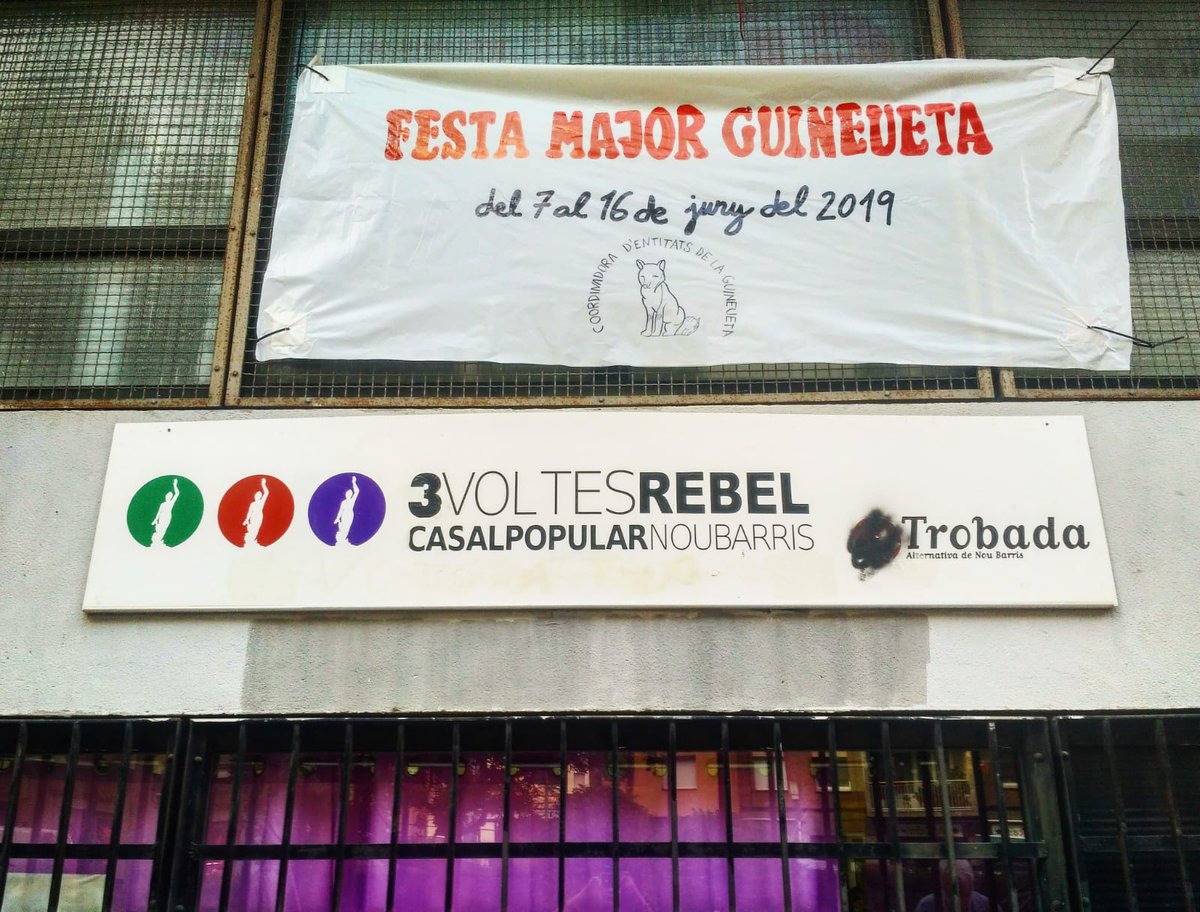 FESTA MAJOR GUINEUETA
del 7 al 16 de juny del 2019
COORDINADORA D'ENTITATS DE LA GUINEUETA
3VOLTESREBEL
CASALPOPULARNOUBARRIS
Trobada
Alternativa de Nou Barris